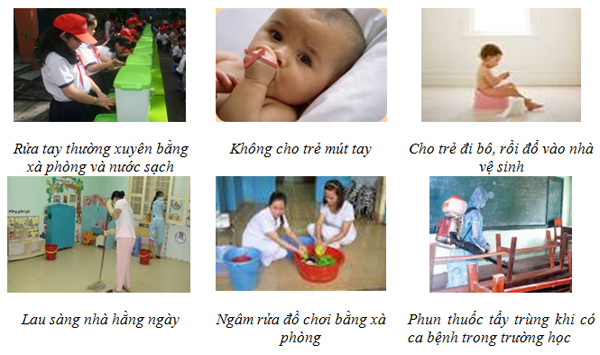 Rửa tay thường xuyên bằng
xà phòng và nước sạch
Không cho trẻ mút tay
Cho trẻ đi bô, rồi đổ vào nhà
vệ sinh
Lau sàng nhà hằng ngày
Ngâm rửa đồ chơi bằng xà
phòng
Phun thuốc tẩy trùng khi có
ca bệnh trong trường học